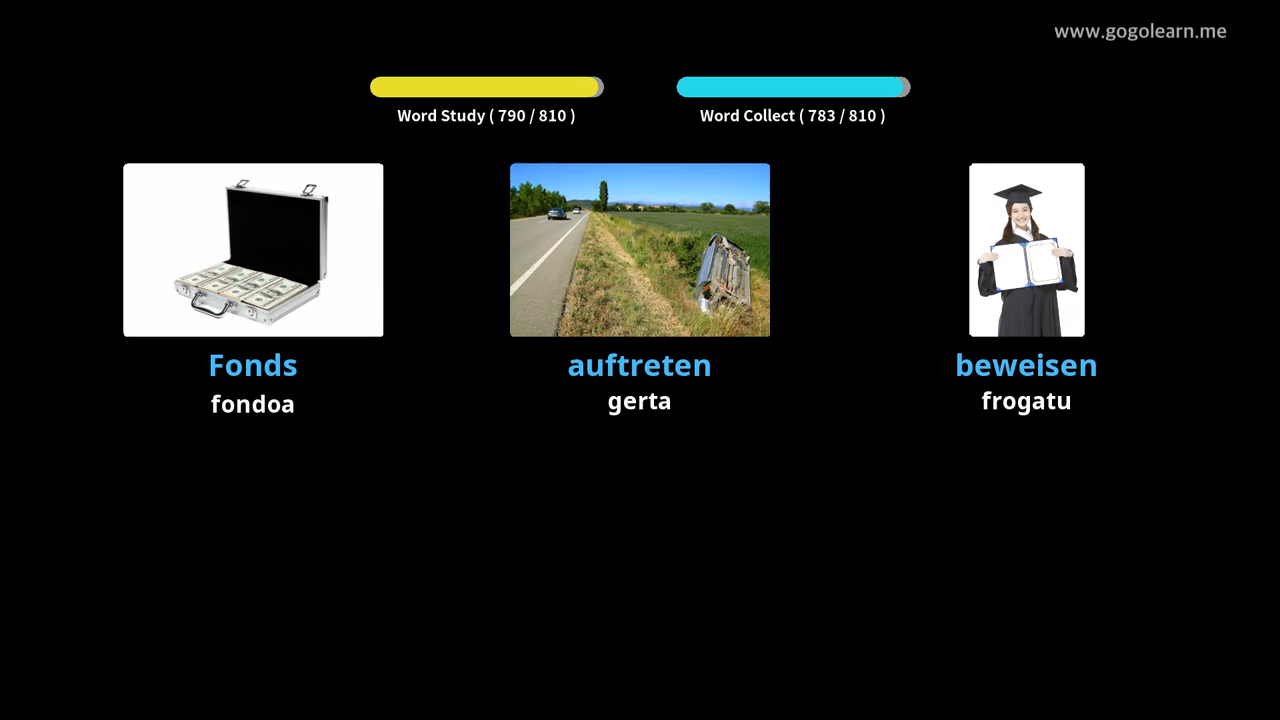 www.gogolearn.me
Word Study ( 790 / 810 )
Word Collect ( 783 / 810 )
Fonds
auftreten
beweisen
fondoa
gerta
frogatu